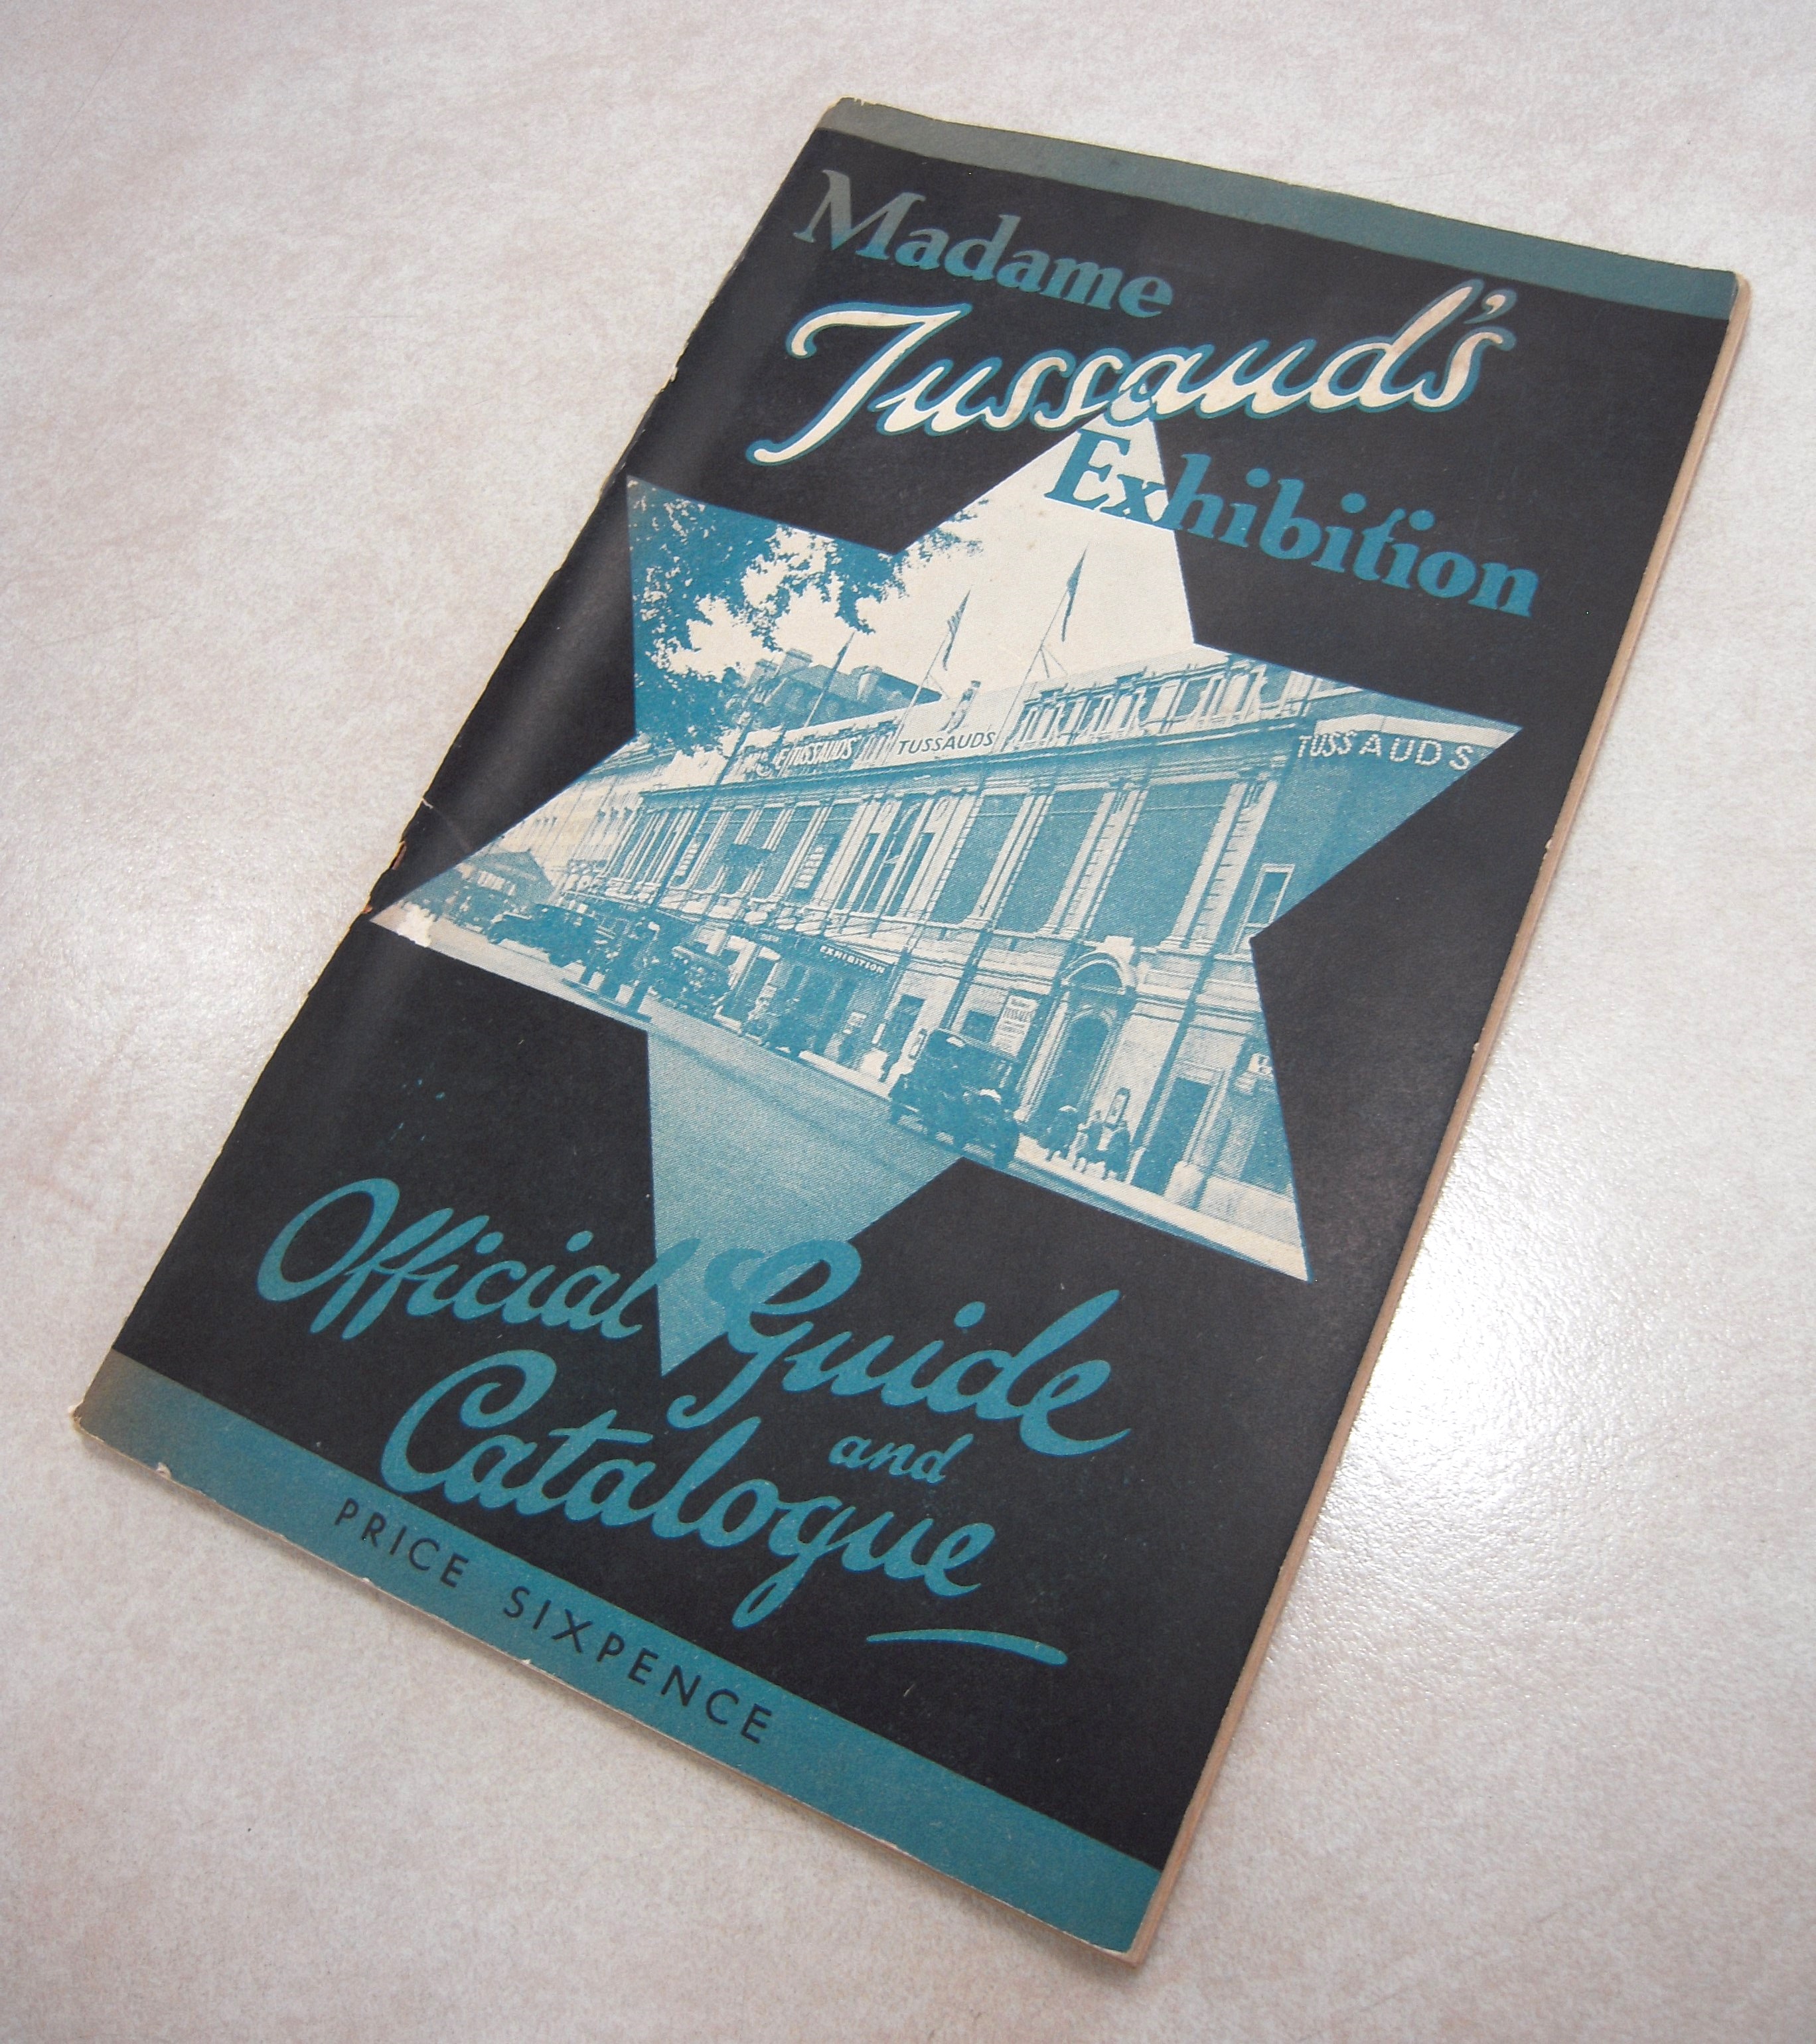 Madame
Tussaud's
Exhibition
TUSSAUDS
TUSSAUDS
TUSSAUDS
EXHIBITION
Official Guide
and
Catalogue
PRICE SIXPENCE